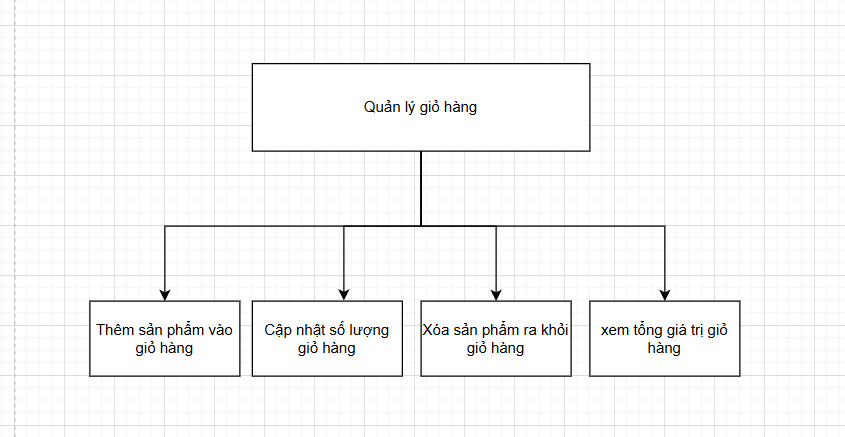 Quản lý giỏ hàng
Thêm sản phẩm vào
giỏ hàng
Cập nhật số lượng
giỏ hàng
Xóa sản phẩm ra khỏi
giỏ hàng
xem tổng giá trị giỏ
hàng